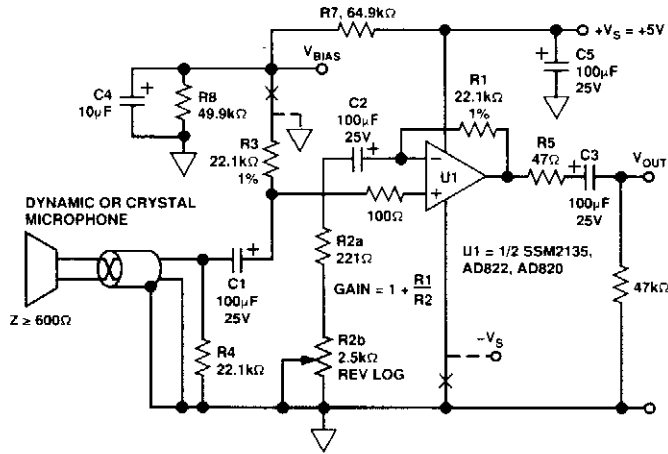 R7, 64.9kΩ
+VS = +5V
VBIAS
C4
10µF
+
R8
49.9kΩ
C5
100µF
25V
+
R1
22.1kΩ
1%
C2
100µF
25V
+
R3
22.1kΩ
1%
−
+
U1
R5
47Ω
C3
100µF
25V
+
VOUT
100Ω
DYNAMIC OR CRYSTAL
MICROPHONE
Z ≥ 600Ω
C1
100µF
25V
+
R2a
221Ω
U1 = 1/2 SSM2135,
AD822, AD820
GAIN = 1 + R1
R2
47kΩ
R4
22.1kΩ
R2b
2.5kΩ
REV LOG
−VS